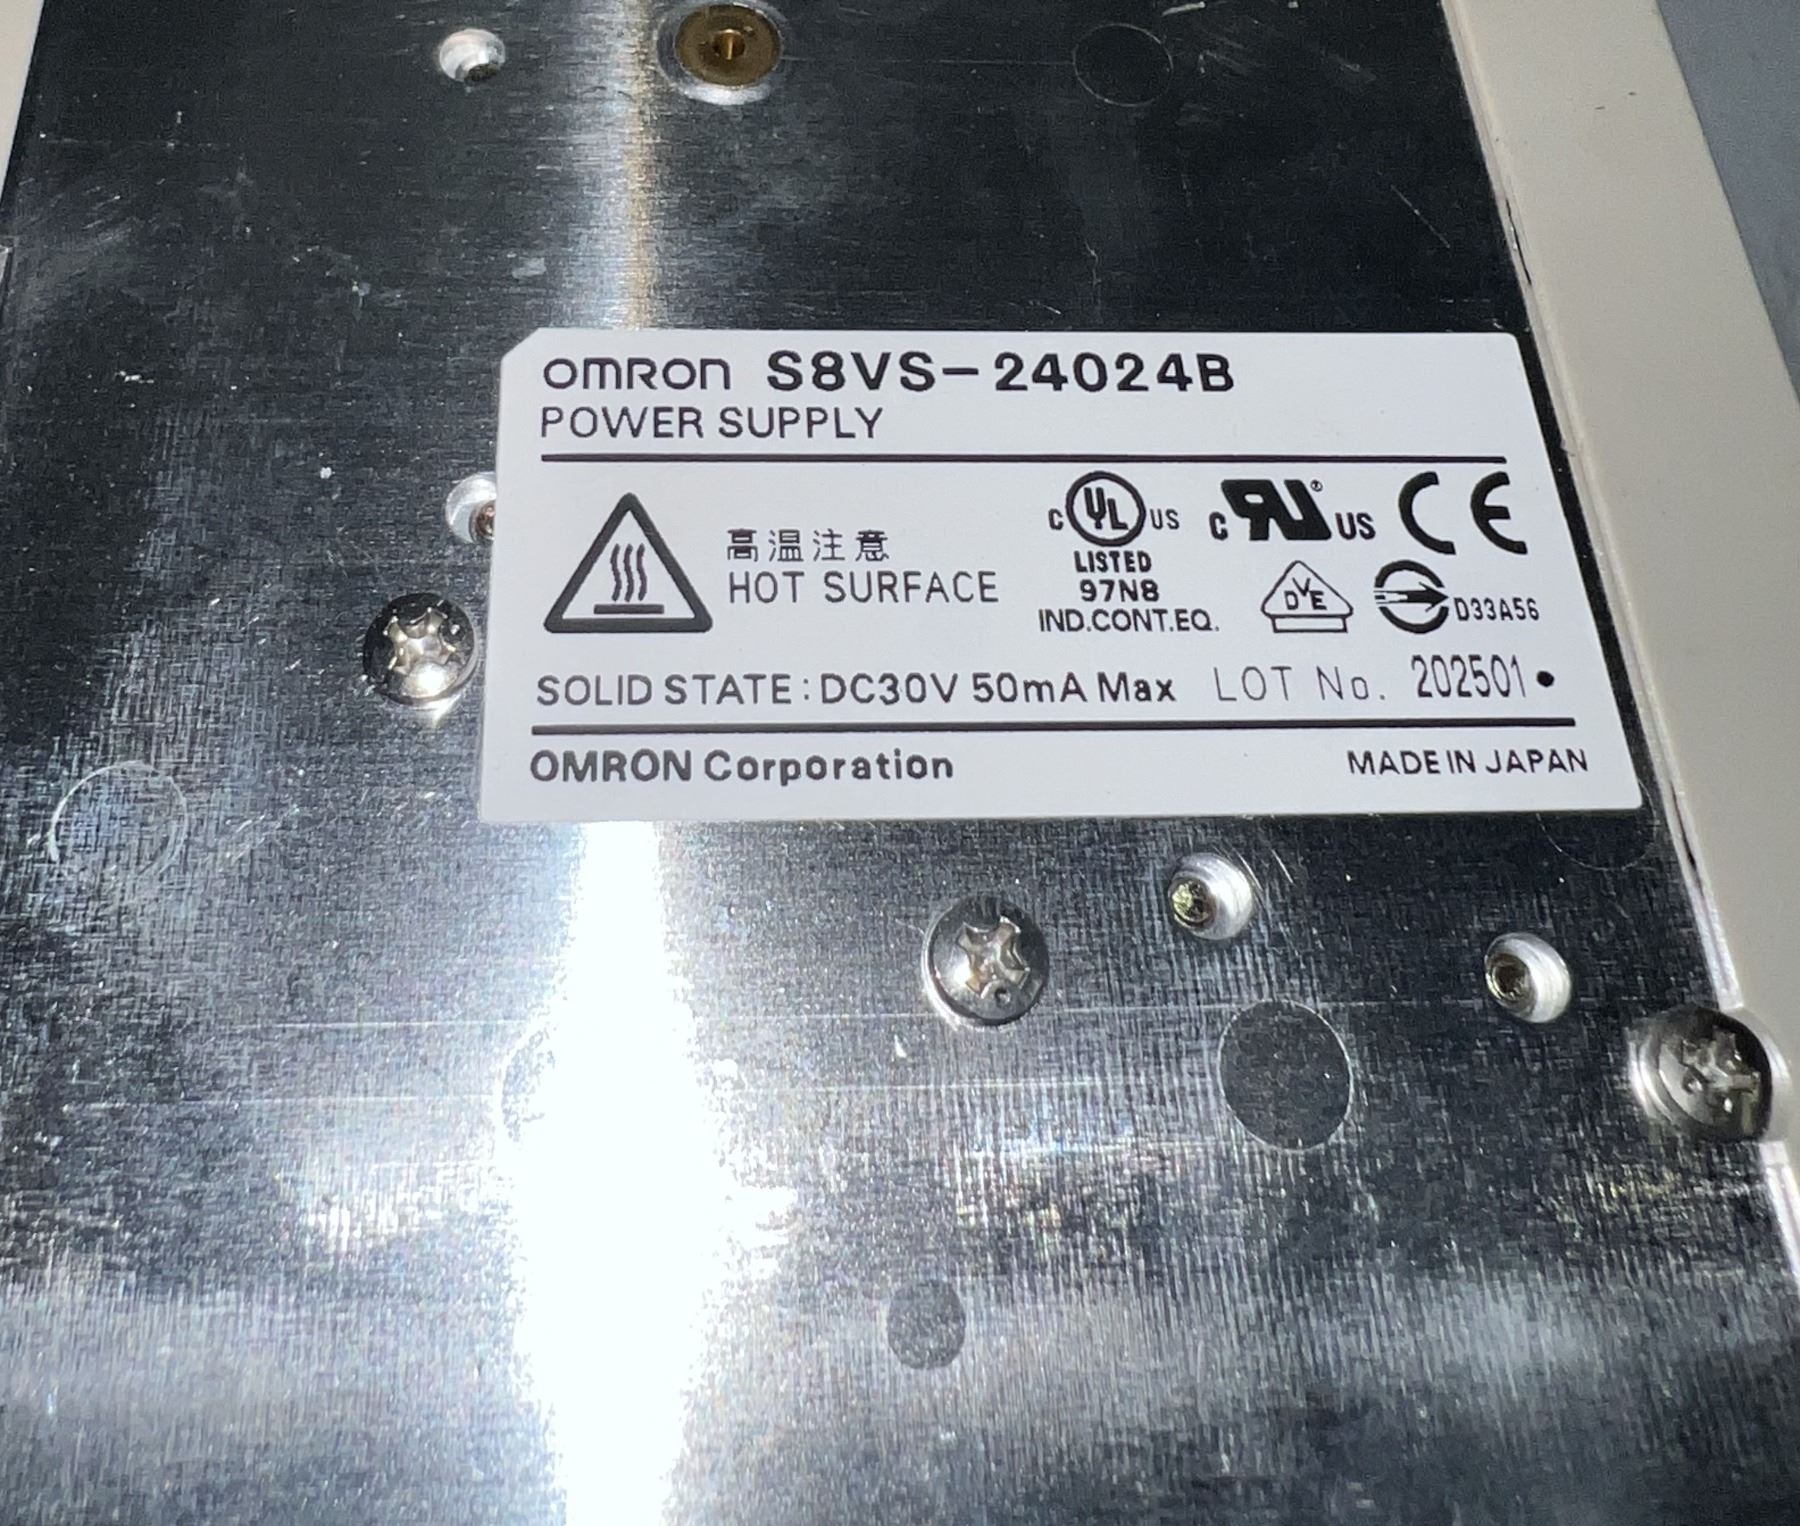 omron S8VS-24024B
POWER SUPPLY
高温注意
HOT SURFACE
c UL US
LISTED
97N8
IND.CONT.EQ.
c RU® US
CE
DVE
D33A56
SOLID STATE:DC30V 50mA Max LOT No. 202501•
OMRON Corporation MADE IN JAPAN